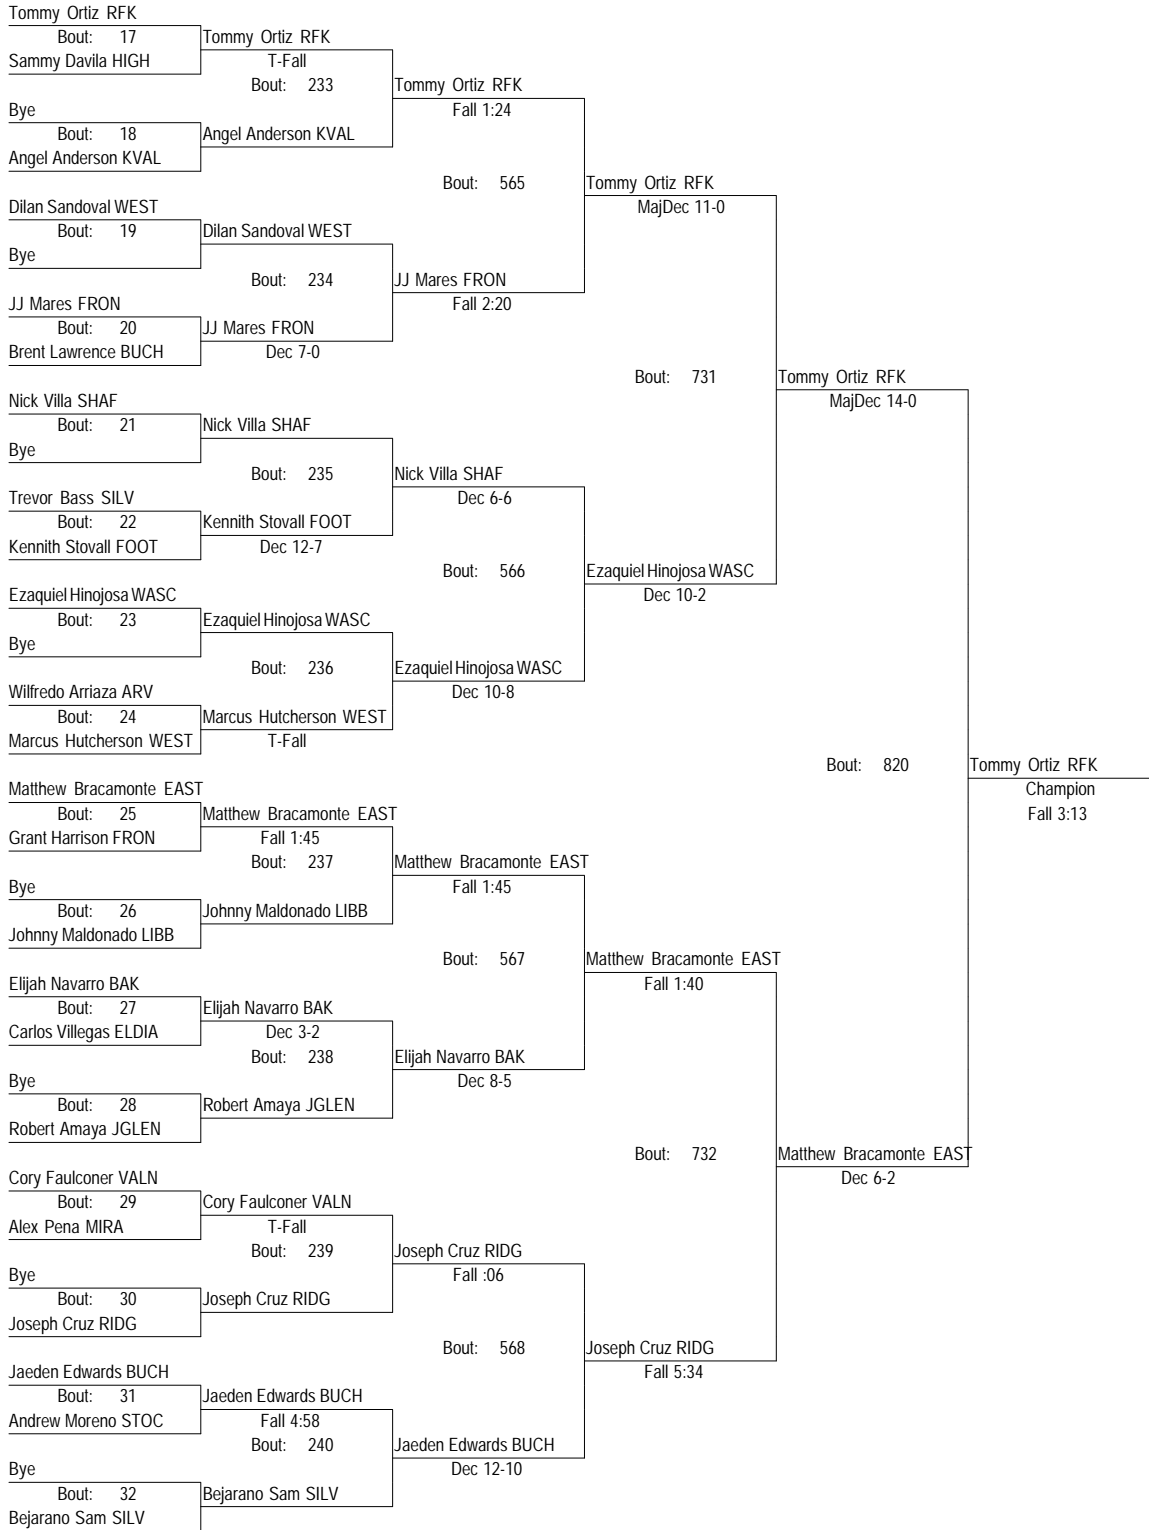 Tommy Ortiz RFK
Bout: 17
Tommy Ortiz RFK
Sammy Davila HIGH
T-Fall
Bout: 233
Tommy Ortiz RFK
Bye
Fall 1:24
Bout: 18
Angel Anderson KVAL
Angel Anderson KVAL
Bout: 565
Tommy Ortiz RFK
Dilan Sandoval WEST
MajDec 11-0
Bout: 19
Dilan Sandoval WEST
Bye
Bout: 234
JJ Mares FRON
JJ Mares FRON
Fall 2:20
Bout: 20
JJ Mares FRON
Brent Lawrence BUCH
Dec 7-0
Bout: 731
Tommy Ortiz RFK
Nick Villa SHAF
MajDec 14-0
Bout: 21
Nick Villa SHAF
Bye
Bout: 235
Nick Villa SHAF
Trevor Bass SILV
Dec 6-6
Bout: 22
Kennith Stovall FOOT
Kennith Stovall FOOT
Dec 12-7
Bout: 566
Ezaquiel Hinojosa WASC
Ezaquiel Hinojosa WASC
Dec 10-2
Bout: 23
Ezaquiel Hinojosa WASC
Bye
Bout: 236
Ezaquiel Hinojosa WASC
Wilfredo Arriaza ARV
Dec 10-8
Bout: 24
Marcus Hutcherson WEST
Marcus Hutcherson WEST
T-Fall
Bout: 820
Tommy Ortiz RFK
Matthew Bracamonte EAST
Champion
Bout: 25
Matthew Bracamonte EAST
Fall 3:13
Grant Harrison FRON
Fall 1:45
Bout: 237
Matthew Bracamonte EAST
Bye
Fall 1:45
Bout: 26
Johnny Maldonado LIBB
Johnny Maldonado LIBB
Bout: 567
Matthew Bracamonte EAST
Elijah Navarro BAK
Fall 1:40
Bout: 27
Elijah Navarro BAK
Carlos Villegas ELDIA
Dec 3-2
Bout: 238
Elijah Navarro BAK
Bye
Dec 8-5
Bout: 28
Robert Amaya JGLEN
Robert Amaya JGLEN
Bout: 732
Matthew Bracamonte EAST
Cory Faulconer VALN
Dec 6-2
Bout: 29
Cory Faulconer VALN
Alex Pena MIRA
T-Fall
Bout: 239
Joseph Cruz RIDG
Bye
Fall :06
Bout: 30
Joseph Cruz RIDG
Joseph Cruz RIDG
Bout: 568
Joseph Cruz RIDG
Jaeden Edwards BUCH
Fall 5:34
Bout: 31
Jaeden Edwards BUCH
Andrew Moreno STOC
Fall 4:58
Bout: 240
Jaeden Edwards BUCH
Bye
Dec 12-10
Bout: 32
Bejarano Sam SILV
Bejarano Sam SILV